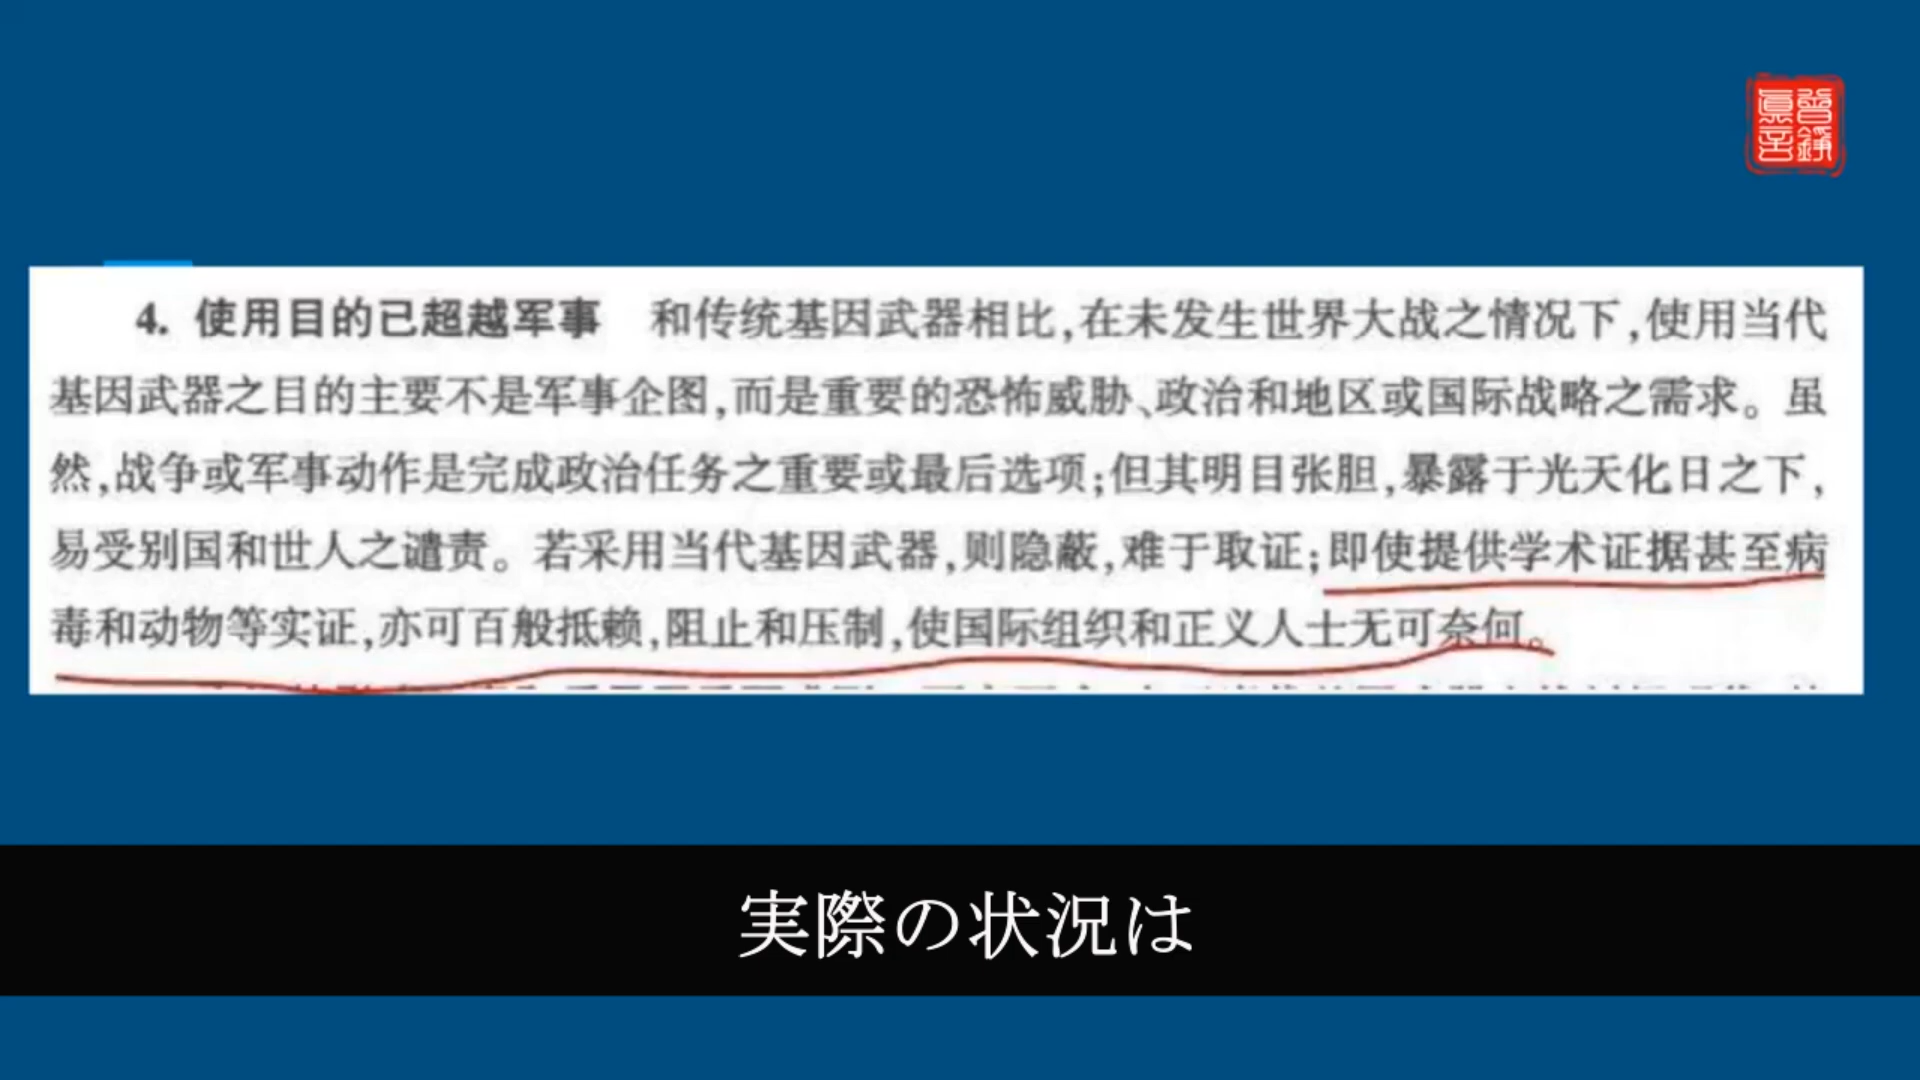 曾錚
真言
4. 使用目的已超越军事　和传统基因武器相比,在未发生世界大战之情况下,使用当代
基因武器之目的主要不是军事企图,而是重要的恐怖威胁、政治和地区或国际战略之需求。虽
然,战争或军事动作是完成政治任务之重要或最后选项;但其明目张胆,暴露于光天化日之下,
易受别国和世人之谴责。若采用当代基因武器,则隐蔽,难于取证;即使提供学术证据甚至病
毒和动物等实证,亦可百般抵赖,阻止和压制,使国际组织和正义人士无可奈何。
実際の状況は